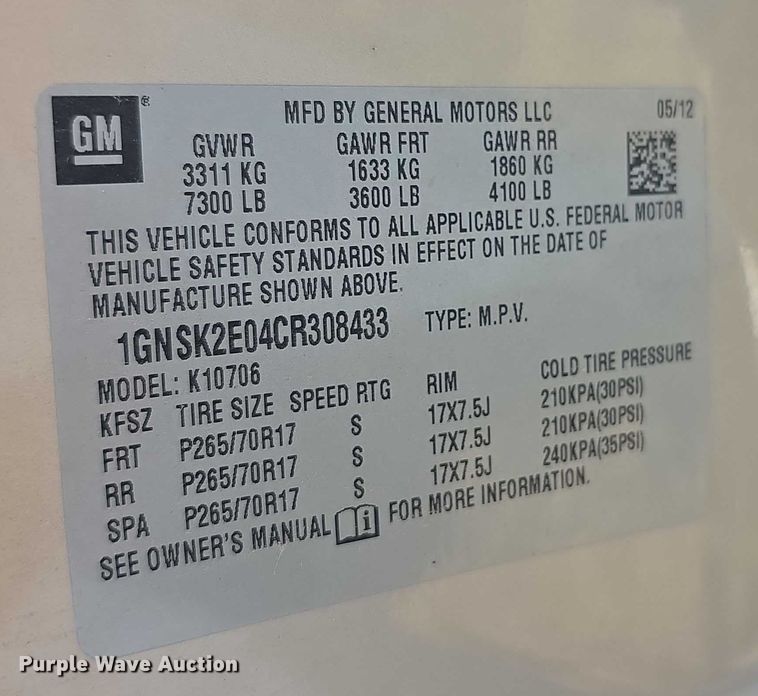 GM
®
MFD BY GENERAL MOTORS LLC 05/12
GVWR GAWR FRT GAWR RR
3311 KG 1633 KG 1860 KG
7300 LB 3600 LB 4100 LB
THIS VEHICLE CONFORMS TO ALL APPLICABLE U.S. FEDERAL MOTOR
VEHICLE SAFETY STANDARDS IN EFFECT ON THE DATE OF
MANUFACTURE SHOWN ABOVE.
1GNSK2E04CR308433 TYPE: M.P.V.
MODEL: K10706
KFSZ TIRE SIZE SPEED RTG RIM COLD TIRE PRESSURE
FRT P265/70R17 S 17X7.5J 210KPA(30PSI)
RR P265/70R17 S 17X7.5J 210KPA(30PSI)
SPA P265/70R17 S 17X7.5J 240KPA(35PSI)
SEE OWNER'S MANUAL i FOR MORE INFORMATION.
Purple Wave Auction